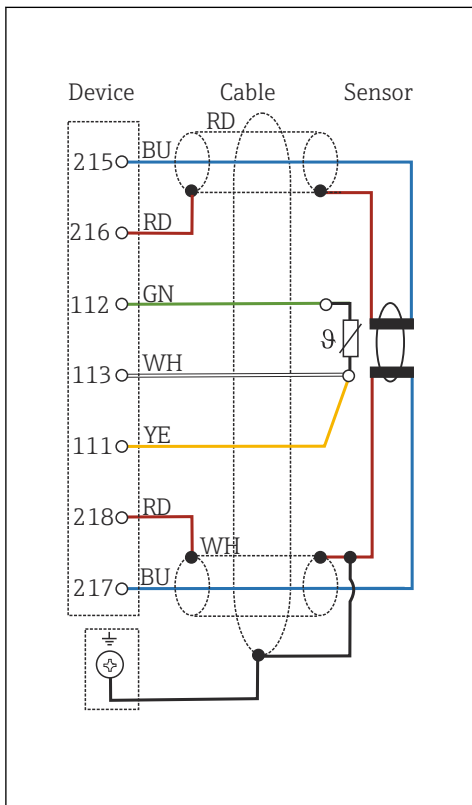 Device Cable Sensor
RD
215 BU
216 RD
112 GN
ϑ
113 WH
111 YE
218 RD
WH
217 BU